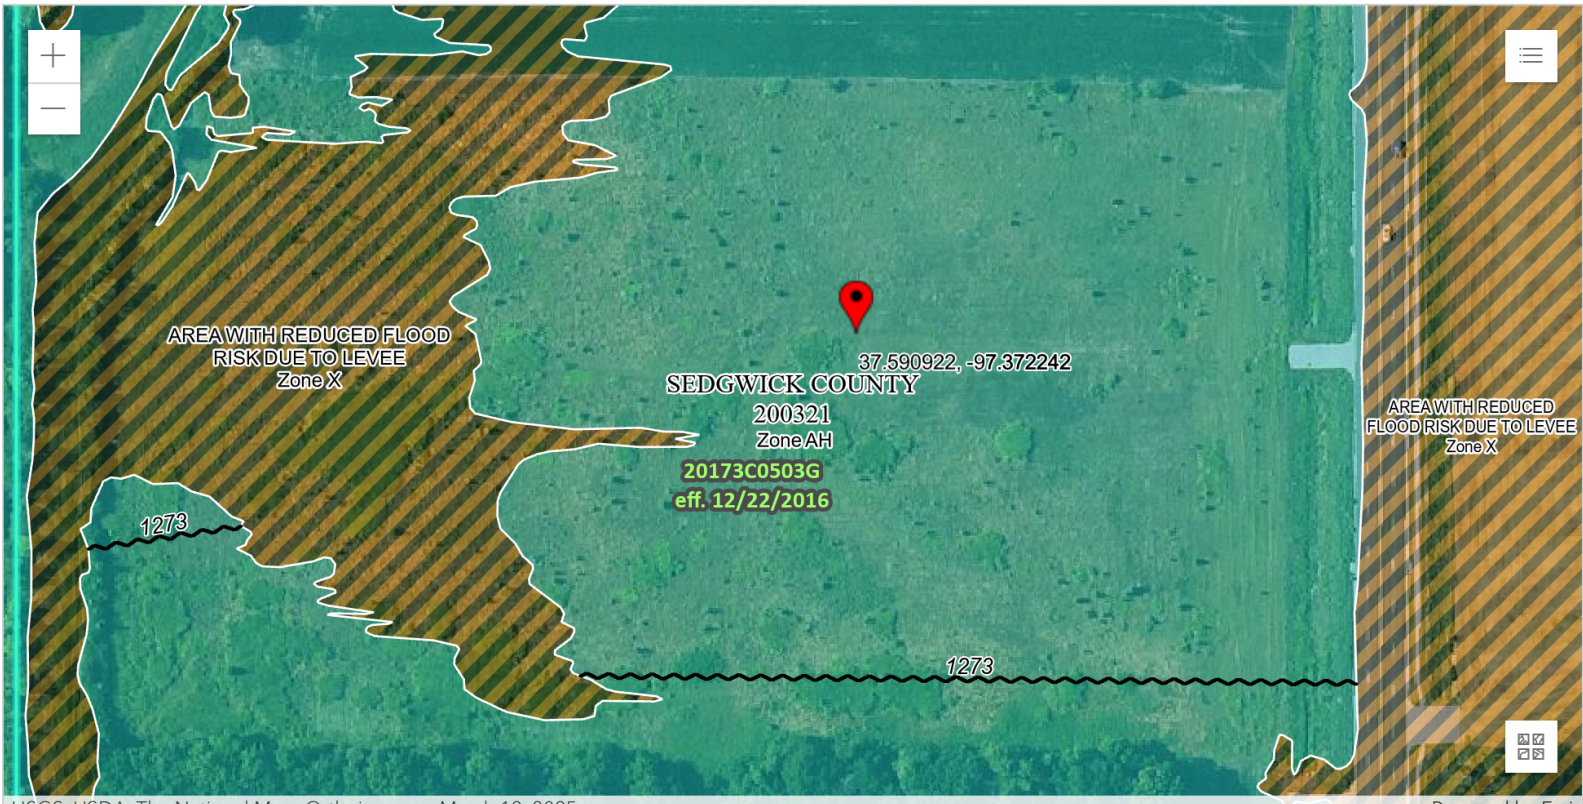 AREA WITH REDUCED FLOOD
RISK DUE TO LEVEE
Zone X
37.590922, -97.372242
SEDGWICK COUNTY
200321
Zone AH
20173C0503G
eff. 12/22/2016
AREA WITH REDUCED
FLOOD RISK DUE TO LEVEE
Zone X
1273
1273